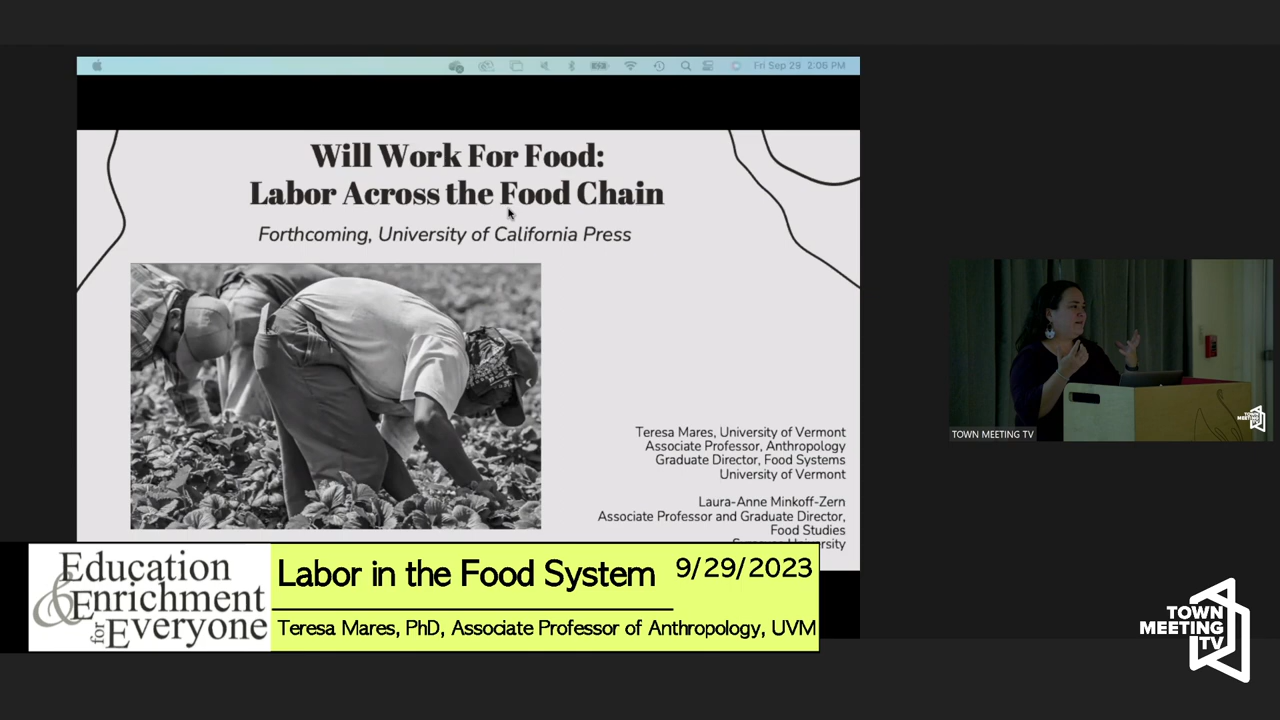 Fri Sep 29 2:06 PM
Will Work For Food:
Labor Across the Food Chain
Forthcoming, University of California Press
Teresa Mares, University of Vermont
Associate Professor, Anthropology
Graduate Director, Food Systems
University of Vermont
Laura-Anne Minkoff-Zern
Associate Professor and Graduate Director,
Food Studies
University
TOWN MEETING TV
Education
& Enrichment
for Everyone
Labor in the Food System
9/29/2023
Teresa Mares, PhD, Associate Professor of Anthropology, UVM
TOWN
MEETING
TV